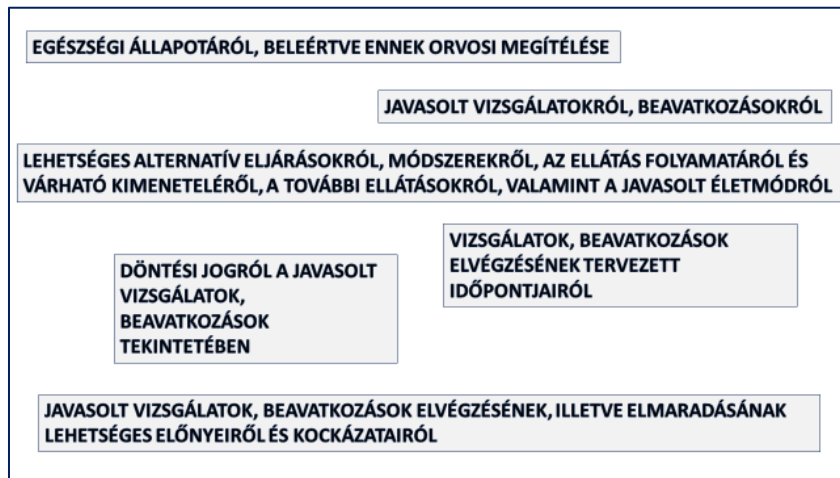 EGÉSZSÉGI ÁLLAPOTÁRÓL, BELEÉRTVE ENNEK ORVOSI MEGÍTÉLÉSE
JAVASOLT VIZSGÁLATOKRÓL, BEAVATKOZÁSOKRÓL
LEHETSÉGES ALTERNATÍV ELJÁRÁSOKRÓL, MÓDSZEREKRŐL, AZ ELLÁTÁS FOLYAMATÁRÓL ÉS
VÁRHATÓ KIMENETELÉRŐL, A TOVÁBBI ELLÁTÁSOKRÓL, VALAMINT A JAVASOLT ÉLETMÓDRÓL
DÖNTÉSI JOGRÓL A JAVASOLT
VIZSGÁLATOK,
BEAVATKOZÁSOK
TEKINTETÉBEN
VIZSGÁLATOK, BEAVATKOZÁSOK
ELVÉGZÉSÉNEK TERVEZETT
IDŐPONTJAIRÓL
JAVASOLT VIZSGÁLATOK, BEAVATKOZÁSOK ELVÉGZÉSÉNEK, ILLETVE ELMARADÁSÁNAK
LEHETSÉGES ELŐNYEIRŐL ÉS KOCKÁZATAIRÓL